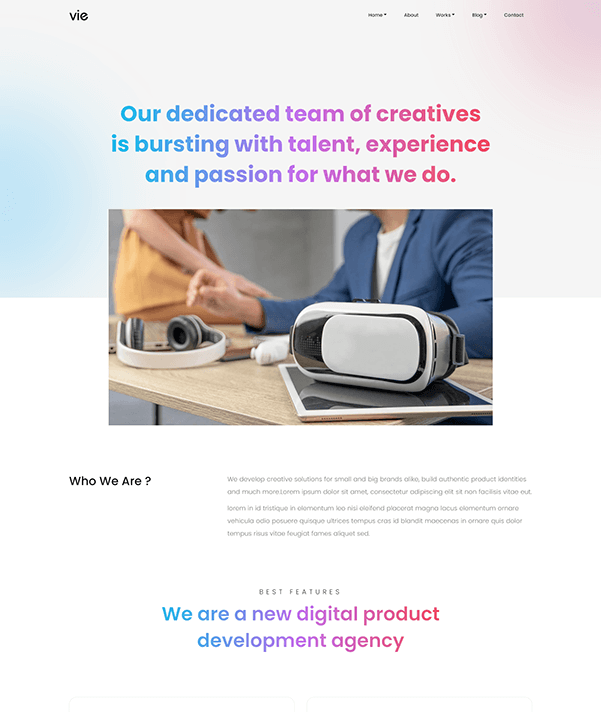 vie
Home About Works Blog Contact
Our dedicated team of creatives
is bursting with talent, experience
and passion for what we do.
Who We Are ?
We develop creative solutions for small and big brands alike, build authentic product identities
and much more.Lorem ipsum dolor sit amet, consectetur adipiscing elit sit non facilisis vitae eut.
lorem in id tristique in elementum leo nisi eleifend placerat magna lacus elementum ornare
vehicula odio posuere quisque ultrices tempus cras id blandit maecenas in ornare quis dolor
tempus risus vitae feugiat fames aliquet sed.
BEST FEATURES
We are a new digital product
development agency